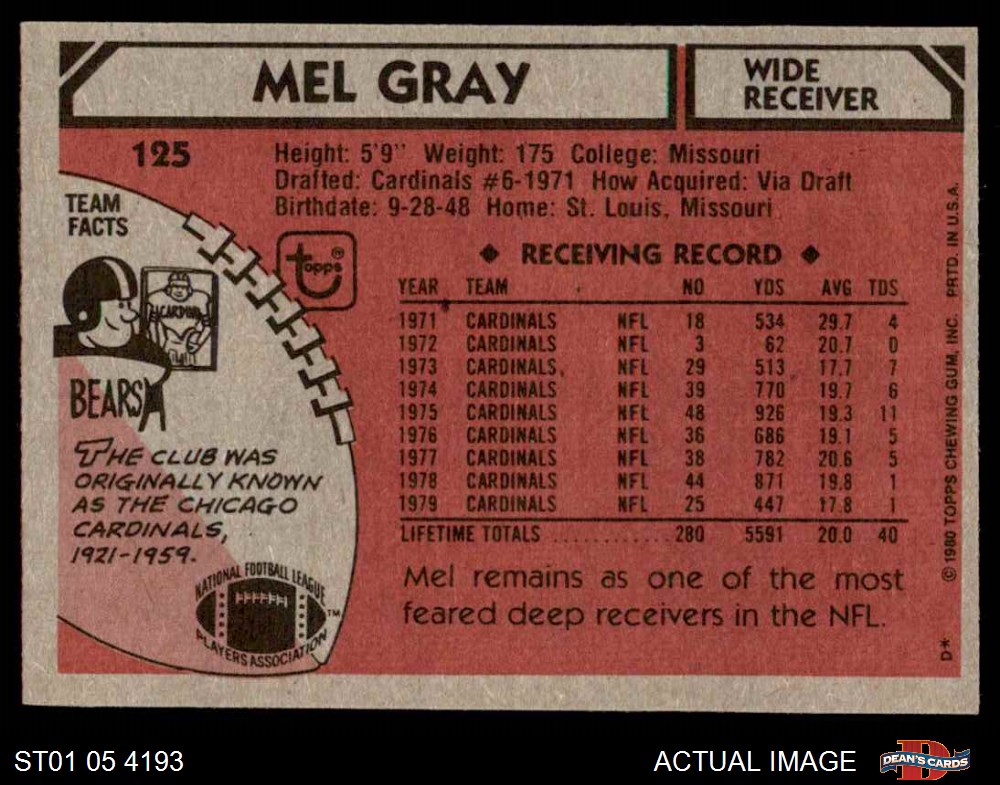 MEL GRAY
WIDE
RECEIVER
125
Height: 5'9" Weight: 175 College: Missouri
Drafted: Cardinals #6-1971 How Acquired: Via Draft
Birthdate: 9-28-48 Home: St. Louis, Missouri
TEAM
FACTS
topps
CARDIN
BEARS
THE CLUB WAS
ORIGINALLY KNOWN
AS THE CHICAGO
CARDINALS,
1921-1959.
NATIONAL FOOTBALL LEAGUE
PLAYERS ASSOCIATION
TM
◆ RECEIVING RECORD ◆
YEAR TEAM NO YDS AVG TDS
1971 CARDINALS NFL 18 534 29.7 4
1972 CARDINALS NFL 3 62 20.7 0
1973 CARDINALS NFL 29 513 17.7 7
1974 CARDINALS NFL 39 770 19.7 6
1975 CARDINALS NFL 48 926 19.3 11
1976 CARDINALS NFL 36 686 19.1 5
1977 CARDINALS NFL 38 782 20.6 5
1978 CARDINALS NFL 44 871 19.8 1
1979 CARDINALS NFL 25 447 17.8 1
LIFETIME TOTALS ............ 280 5591 20.0 40
Mel remains as one of the most
feared deep receivers in the NFL.
© 1980 TOPPS CHEWING GUM, INC. PRTD. IN U.S.A.
D*
ST01 05 4193
ACTUAL IMAGE
D
DEAN'S CARDS